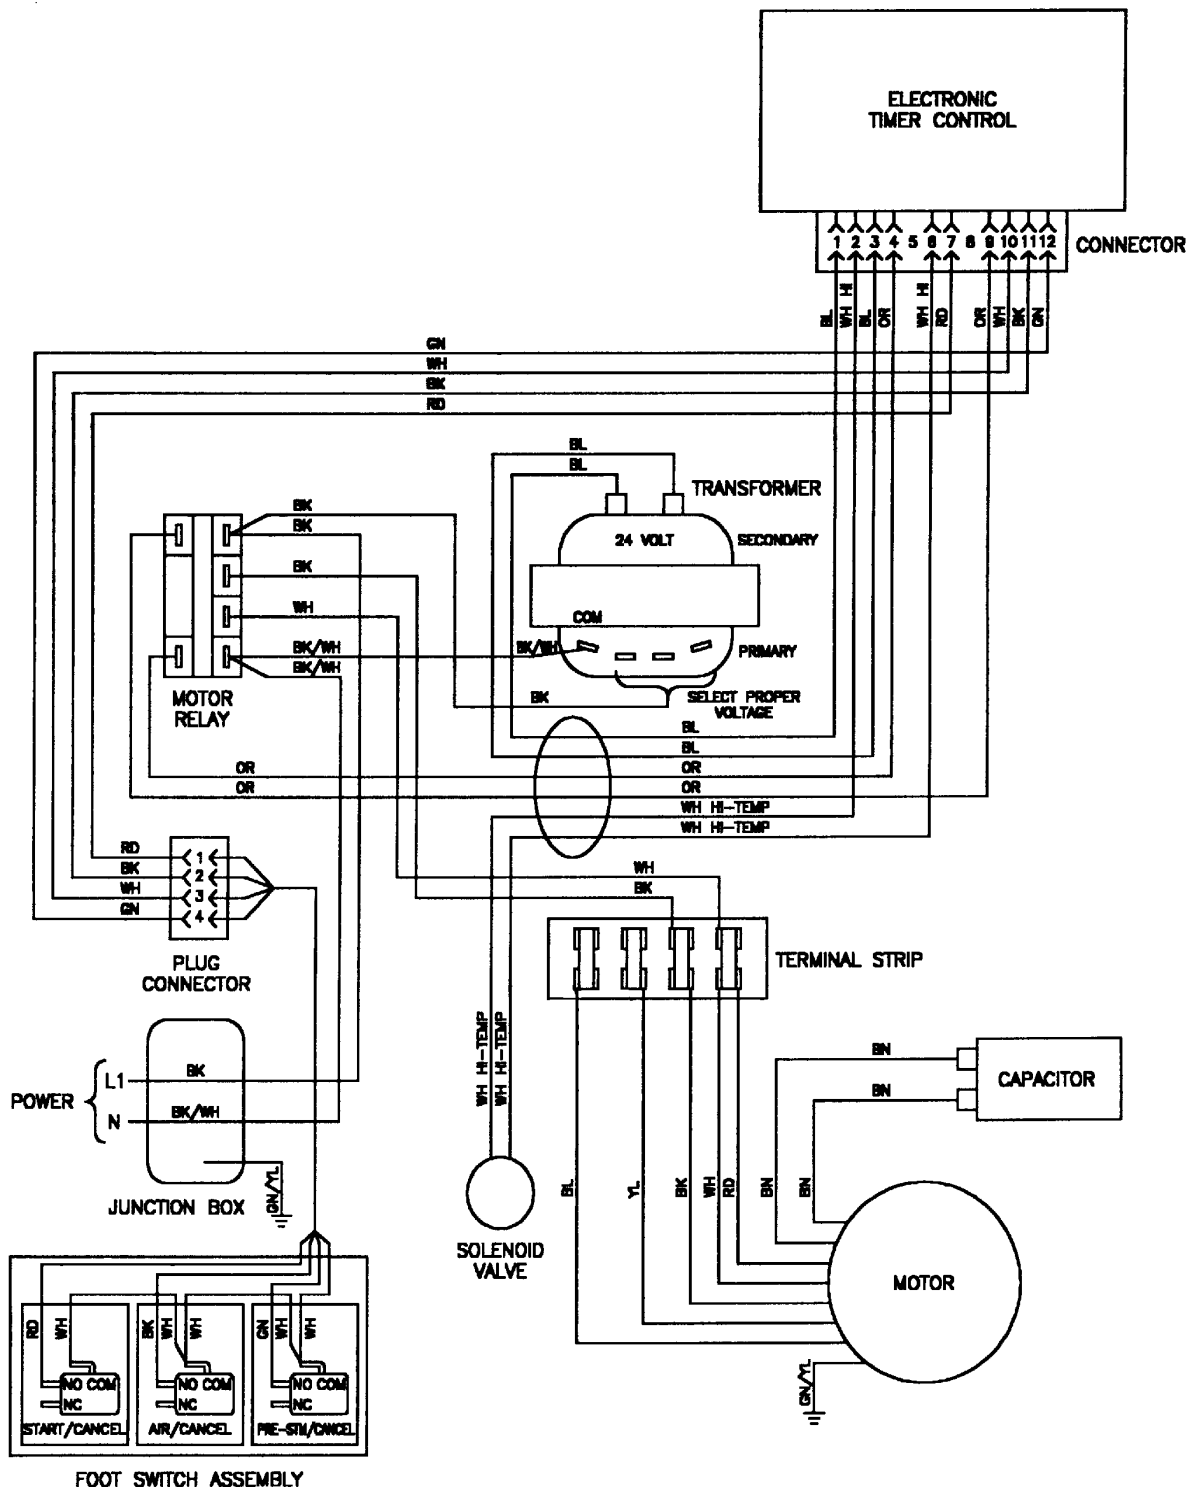 ELECTRONIC
TIMER CONTROL
1 2 3 4 5 6 7 8 9 10 11 12
CONNECTOR
BL
WH HI
BL
OR
WH HI
RD
OR
WH
BK
GN
GN
WH
BK
RD
BL
BL
TRANSFORMER
24 VOLT
SECONDARY
COM
BK/WH
PRIMARY
SELECT PROPER
VOLTAGE
BK
BK
BK
BK
WH
BK/WH
BK/WH
MOTOR
RELAY
BL
BL
OR
OR
OR
OR
WH HI-TEMP
WH HI-TEMP
RD
BK
WH
GN
1
2
3
4
PLUG
CONNECTOR
WH
BK
TERMINAL STRIP
POWER
L1
N
BK
BK/WH
GN/YL
JUNCTION BOX
WH HI-TEMP
WH HI-TEMP
SOLENOID
VALVE
BN
BN
CAPACITOR
BL
YL
BK
WH
RD
BN
BN
MOTOR
GN/YL
RD
WH
BK
WH
WH
GN
WH
WH
NO COM
NC
NO COM
NC
NO COM
NC
START/CANCEL
AIR/CANCEL
PRE-STM/CANCEL
FOOT SWITCH ASSEMBLY